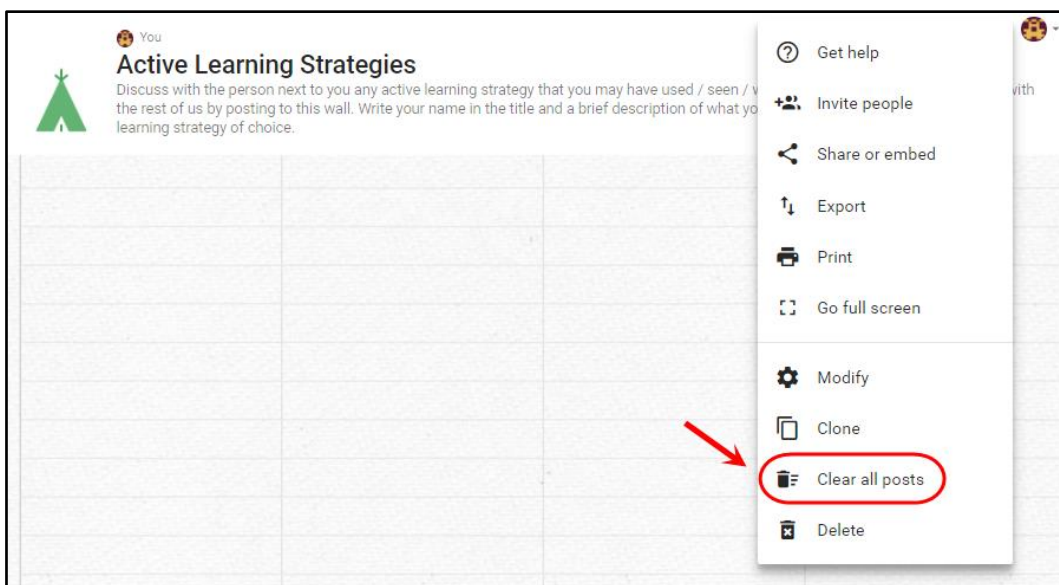 You
Active Learning Strategies
Discuss with the person next to you any active learning strategy that you may have used / seen / with
the rest of us by posting to this wall. Write your name in the title and a brief description of what
learning strategy of choice.
Get help
Invite people
Share or embed
Export
Print
Go full screen
Modify
Clone
Clear all posts
Delete